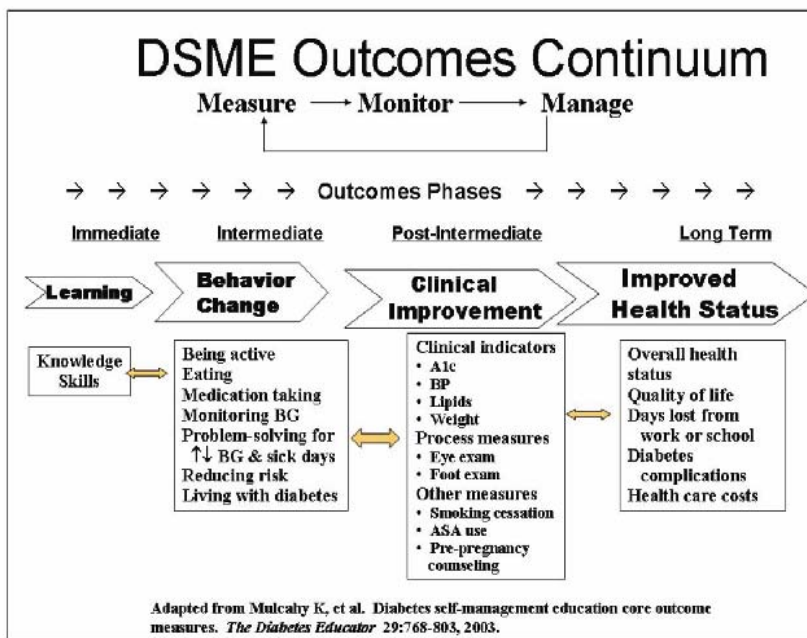 DSME Outcomes Continuum
Measure → Monitor → Manage
→ → → → → → → → Outcomes Phases → → → → → → → →
Immediate Intermediate Post-Intermediate Long Term
Learning
Behavior
Change
Clinical
Improvement
Improved
Health Status
Knowledge
Skills
Being active
Eating
Medication taking
Monitoring BG
Problem-solving for
↑↓ BG & sick days
Reducing risk
Living with diabetes
Clinical indicators
• A1c
• BP
• Lipids
• Weight
Process measures
• Eye exam
• Foot exam
Other measures
• Smoking cessation
• ASA use
• Pre-pregnancy
counseling
Overall health
status
Quality of life
Days lost from
work or school
Diabetes
complications
Health care costs
Adapted from Mulcahy K, et al. Diabetes self-management education core outcome
measures. The Diabetes Educator 29:768-803, 2003.